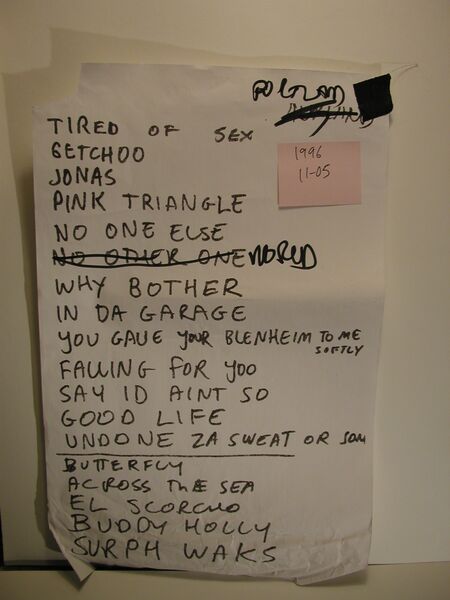 PORTLAND
TIRED OF SEX
GETCHOO
JONAS
PINK TRIANGLE
NO ONE ELSE
NO OTHER ONE WORLD
WHY BOTHER
IN DA GARAGE
YOU GAVE YOUR BLENHEIM TO ME
SOFTLY
FALLING FOR YOO
SAY ID AINT SO
GOOD LIFE
UNDONE ZA SWEAT OR SOM
BUTTERFLY
ACROSS THE SEA
EL SCORCHO
BUDDY HOLLY
SURPH WAKS
1996
11-05